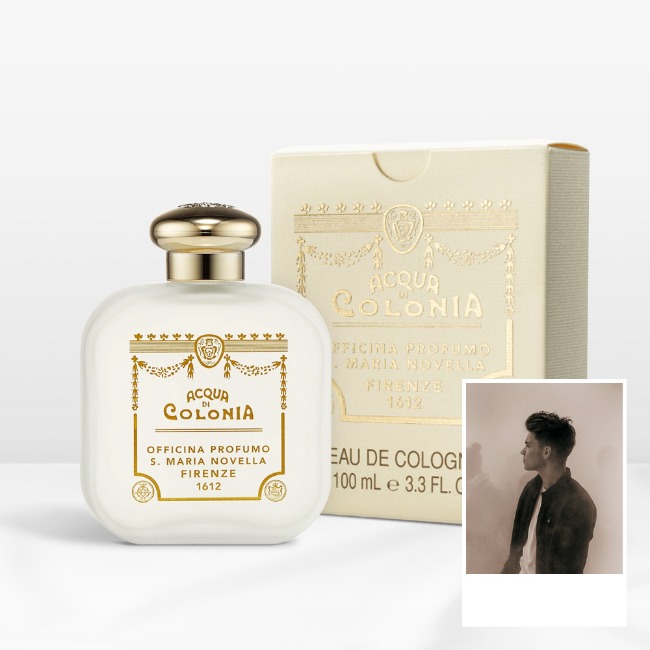 ACQUA
DI
COLONIA
OFFICINA PROFUMO
S. MARIA NOVELLA
FIRENZE
1612
ACQUA
DI
COLONIA
OFFICINA PROFUMO
S. MARIA NOVELLA
FIRENZE
1612
EAU DE COLOGN
100 mL e 3.3 FL.